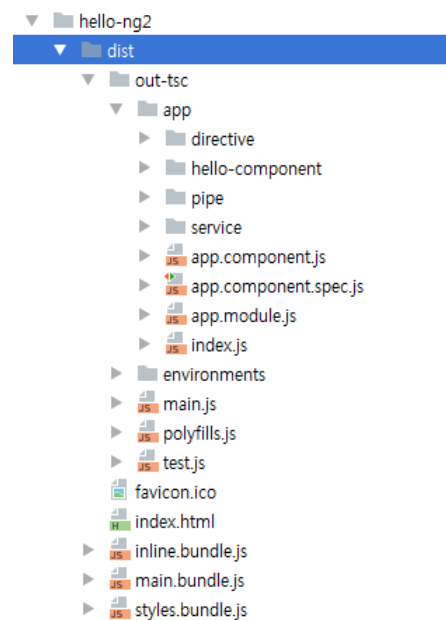 hello-ng2
dist
out-tsc
app
directive
hello-component
pipe
service
app.component.js
app.component.spec.js
app.module.js
index.js
environments
main.js
polyfills.js
test.js
favicon.ico
index.html
inline.bundle.js
main.bundle.js
styles.bundle.js